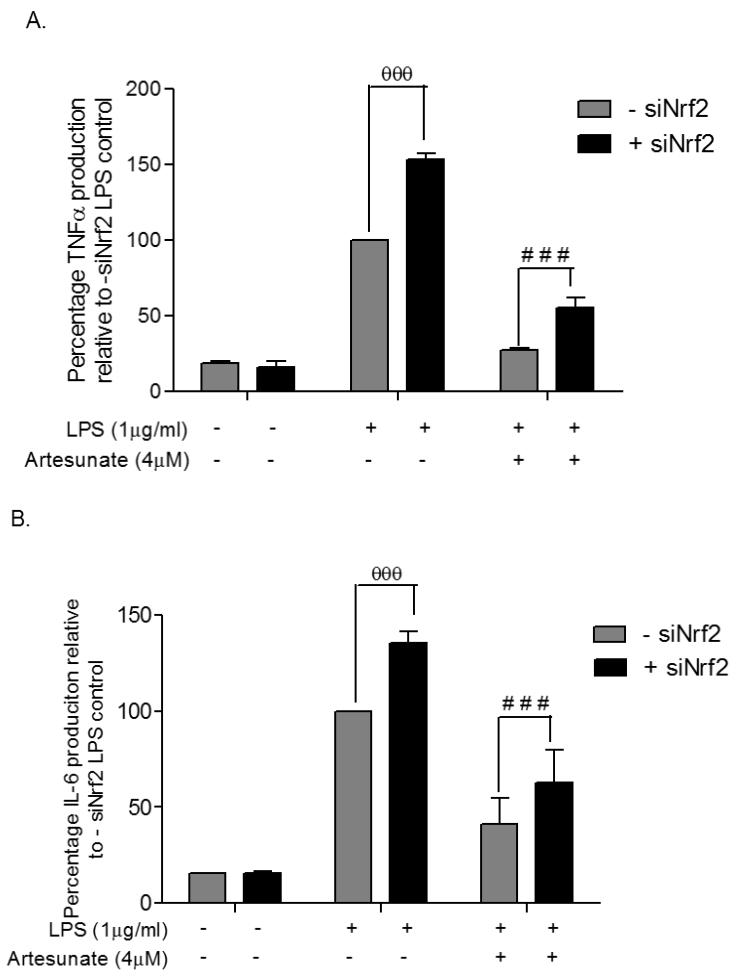 A.
θθθ
200
150
100
50
0
Percentage TNFα production
relative to -siNrf2 LPS control
- siNrf2
+ siNrf2
# # #
LPS (1μg/ml) - - + + + +
Artesunate (4μM) - - - - + +
B.
θθθ
150
100
50
0
Percentage IL-6 produciton relative
to - siNrf2 LPS control
- siNrf2
+ siNrf2
# # #
LPS (1μg/ml) - - + + + +
Artesunate (4μM) - - - - + +